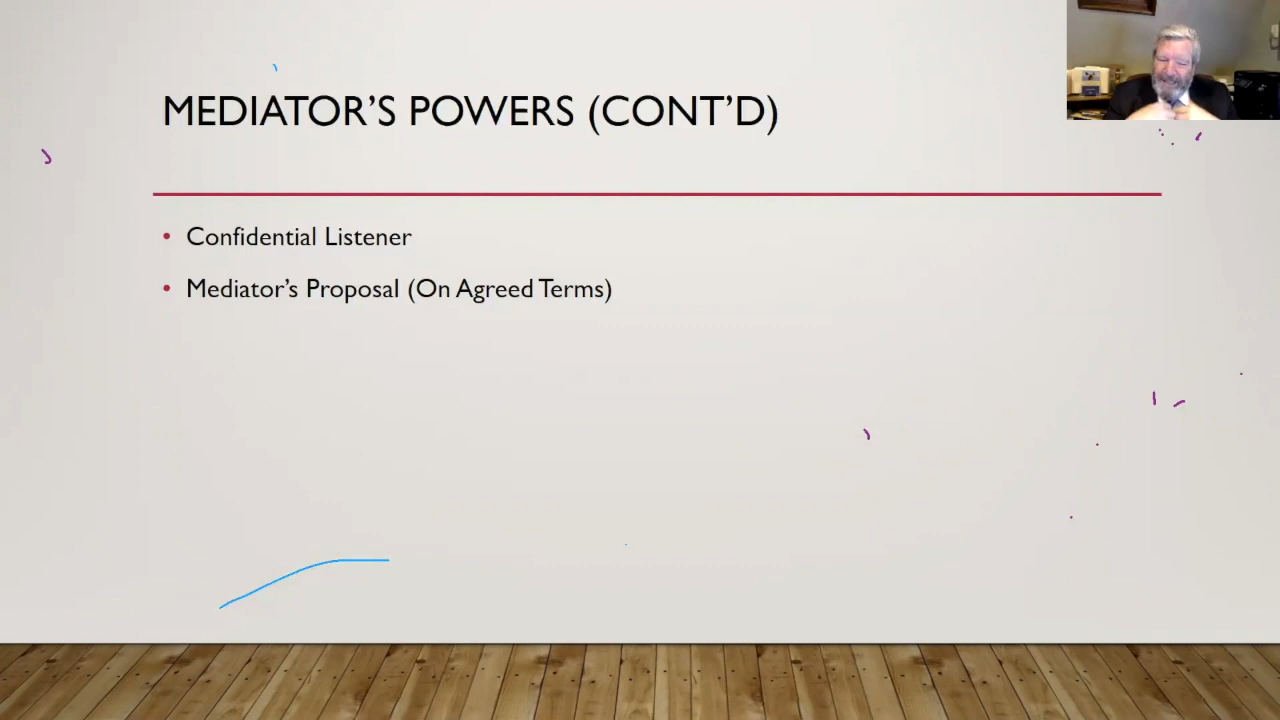 MEDIATOR’S POWERS (CONT’D)
• Confidential Listener
• Mediator’s Proposal (On Agreed Terms)